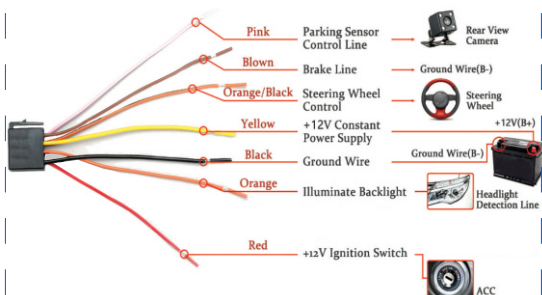 Pink
Parking Sensor
Control Line
Rear View
Camera
Blown
Brake Line
Ground Wire(B-)
Orange/Black
Steering Wheel
Control
Steering
Wheel
Yellow
+12V Constant
Power Supply
+12V(B+)
Black
Ground Wire
Ground Wire(B-)
Orange
Illuminate Backlight
Headlight
Detection Line
Red
+12V Ignition Switch
ACC